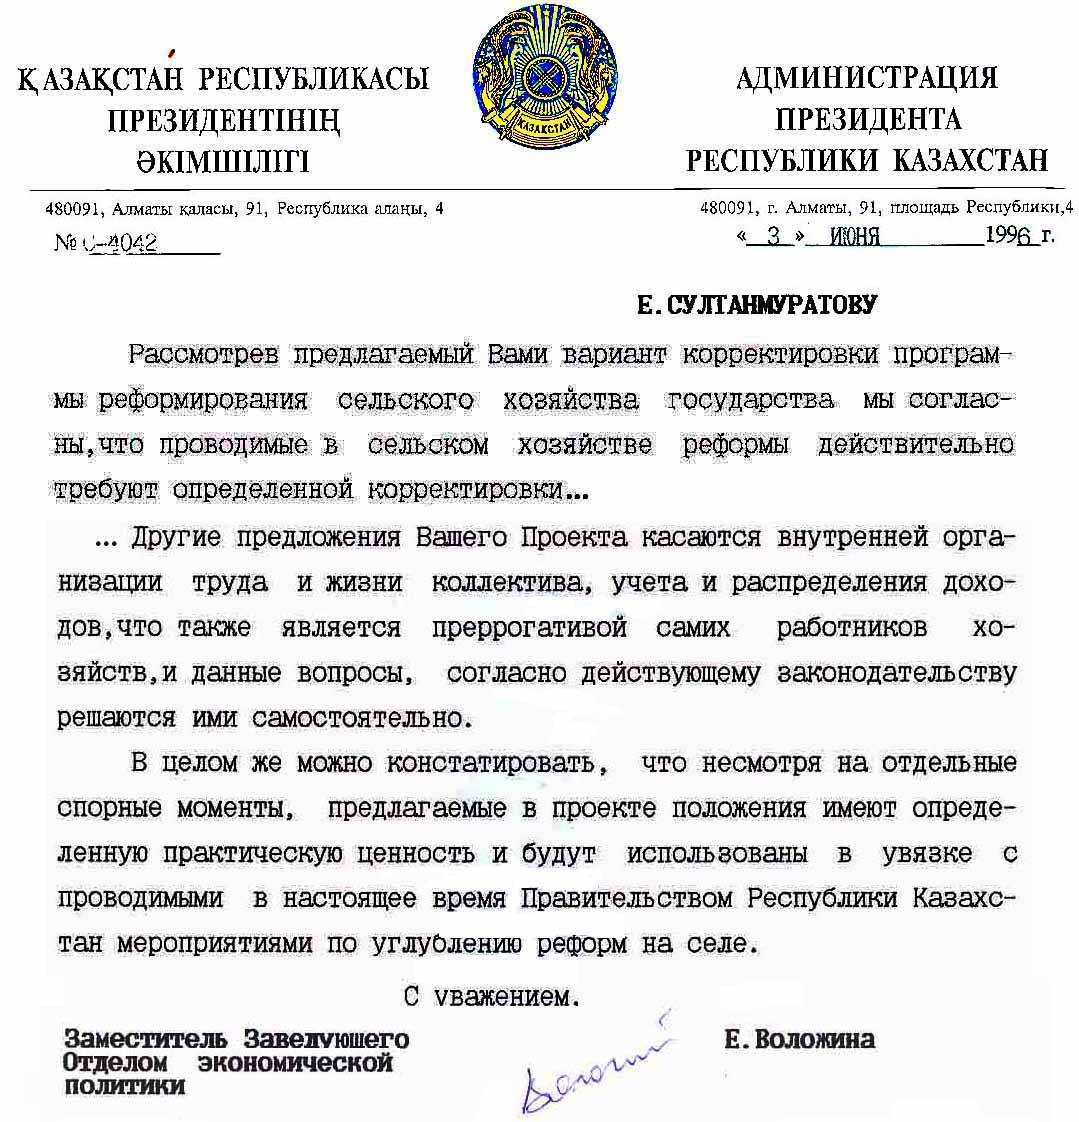 ҚАЗАҚСТАН РЕСПУБЛИКАСЫ
ПРЕЗИДЕНТІНІҢ
ӘКІМШІЛІГІ
ҚАЗАҚСТАН
АДМИНИСТРАЦИЯ
ПРЕЗИДЕНТА
РЕСПУБЛИКИ КАЗАХСТАН
480091, Алматы қаласы, 91, Республика алаңы, 4
480091, г. Алматы, 91, площадь Республики,4
№ С-4042
« 3 » ИЮНЯ 1996 г.
Е.СУЛТАНМУРАТОВУ
Рассмотрев предлагаемый Вами вариант корректировки програм-
мы реформирования сельского хозяйства государства мы соглас-
ны,что проводимые в сельском хозяйстве реформы действительно
требуют определенной корректировки...
... Другие предложения Вашего Проекта касаются внутренней орга-
низации труда и жизни коллектива, учета и распределения дохо-
дов,что также является преррогативой самих работников хо-
зяйств,и данные вопросы, согласно действующему законодательству
решаются ими самостоятельно.
В целом же можно констатировать, что несмотря на отдельные
спорные моменты, предлагаемые в проекте положения имеют опреде-
ленную практическую ценность и будут использованы в увязке с
проводимыми в настоящее время Правительством Республики Казахс-
тан мероприятиями по углублению реформ на селе.
С уважением.
Заместитель Заведующего
Отделом экономической
политики
Е.Воложина